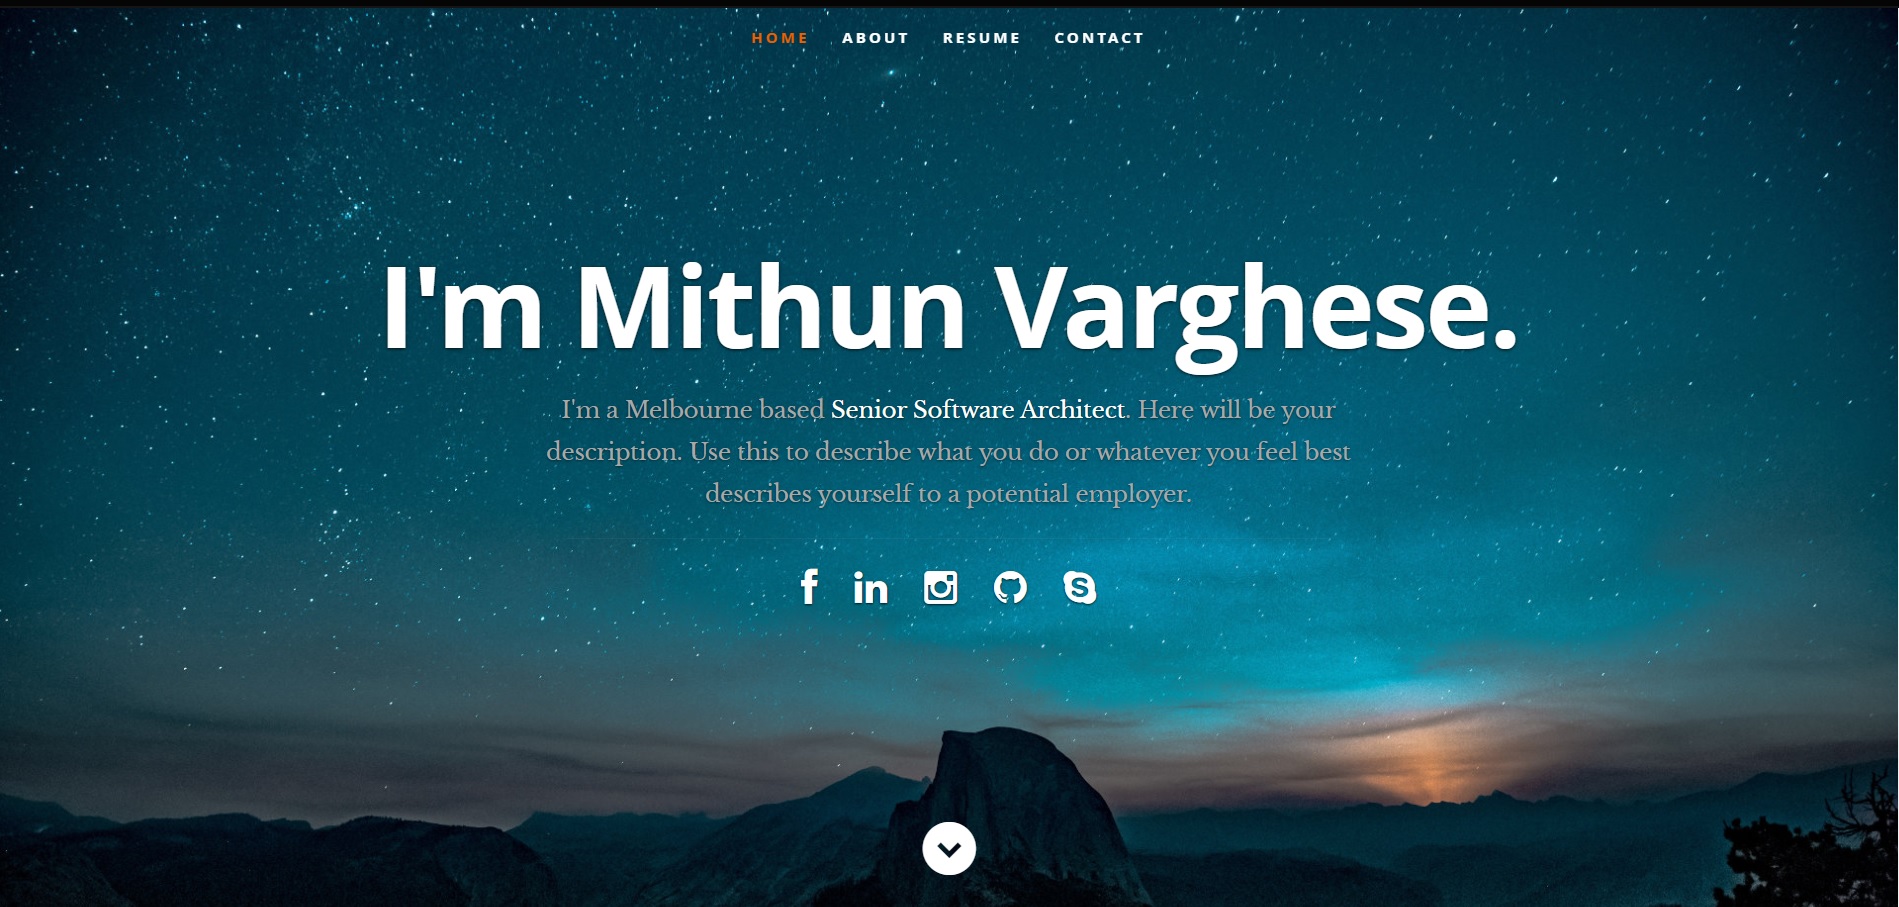 HOME ABOUT RESUME CONTACT
I'm Mithun Varghese.
I'm a Melbourne based Senior Software Architect. Here will be your
description. Use this to describe what you do or whatever you feel best
describes yourself to a potential employer.